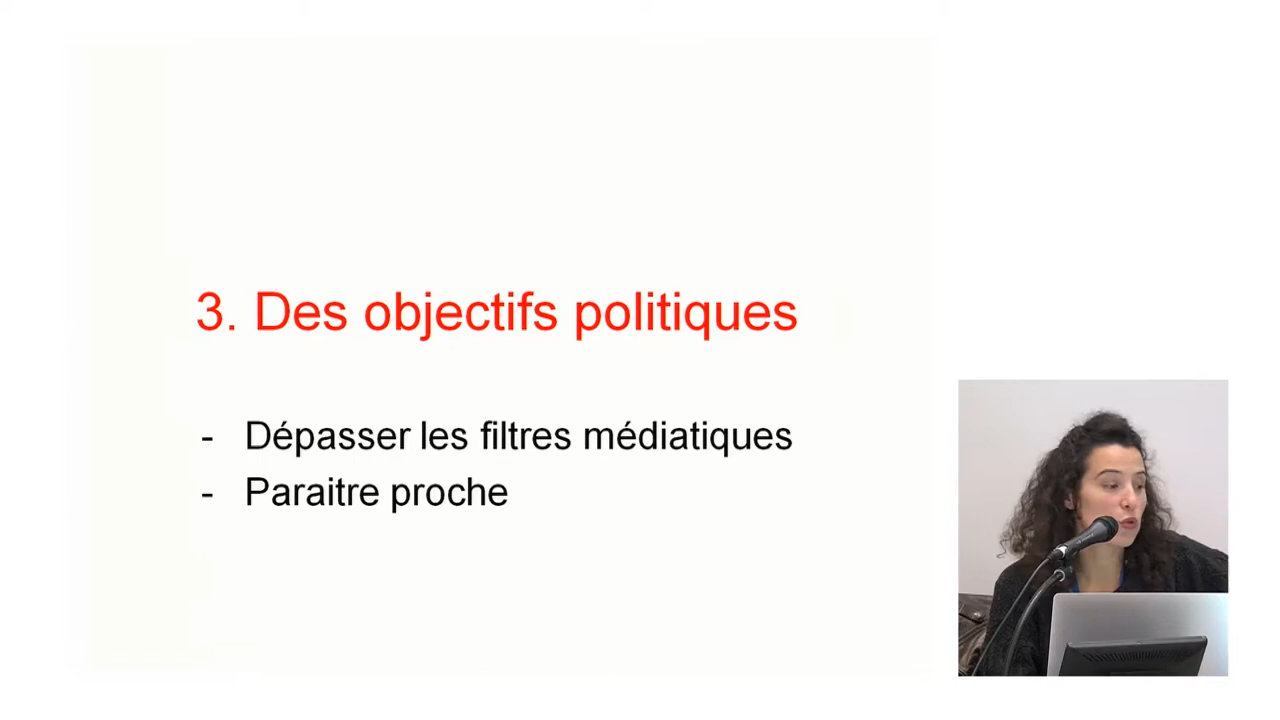 3. Des objectifs politiques
- Dépasser les filtres médiatiques
- Paraitre proche